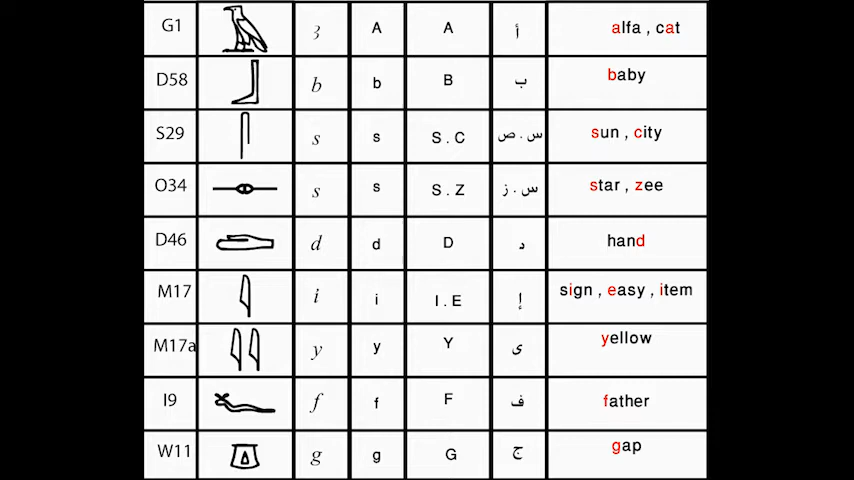 G1 3 A A أ alfa , cat
D58 b b B ب baby
S29 s s S . C س . ص sun , city
O34 s s S . Z س . ز star , zee
D46 d d D د hand
M17 i i I . E إ sign , easy , item
M17a y y Y ى yellow
I9 f f F ف father
W11 g g G ج gap